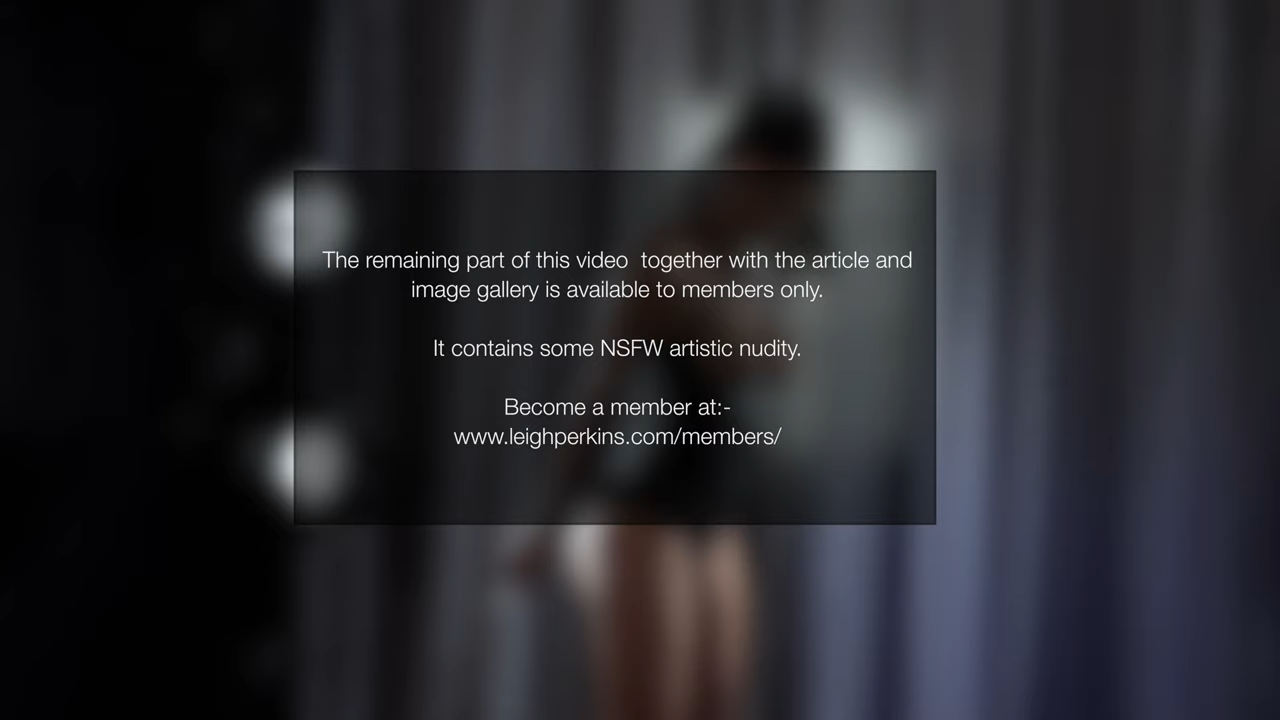 The remaining part of this video  together with the article and
image gallery is available to members only.
It contains some NSFW artistic nudity.
Become a member at:-
www.leighperkins.com/members/